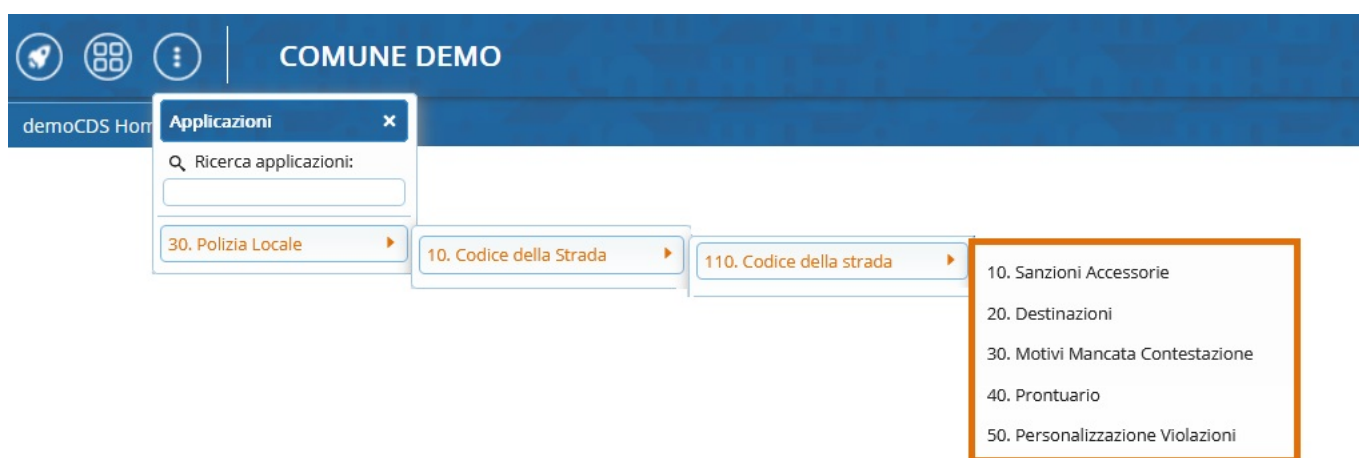 COMUNE DEMO
demoCDS Hom
Applicazioni
Ricerca applicazioni:
30. Polizia Locale
10. Codice della Strada
110. Codice della strada
10. Sanzioni Accessorie
20. Destinazioni
30. Motivi Mancata Contestazione
40. Prontuario
50. Personalizzazione Violazioni